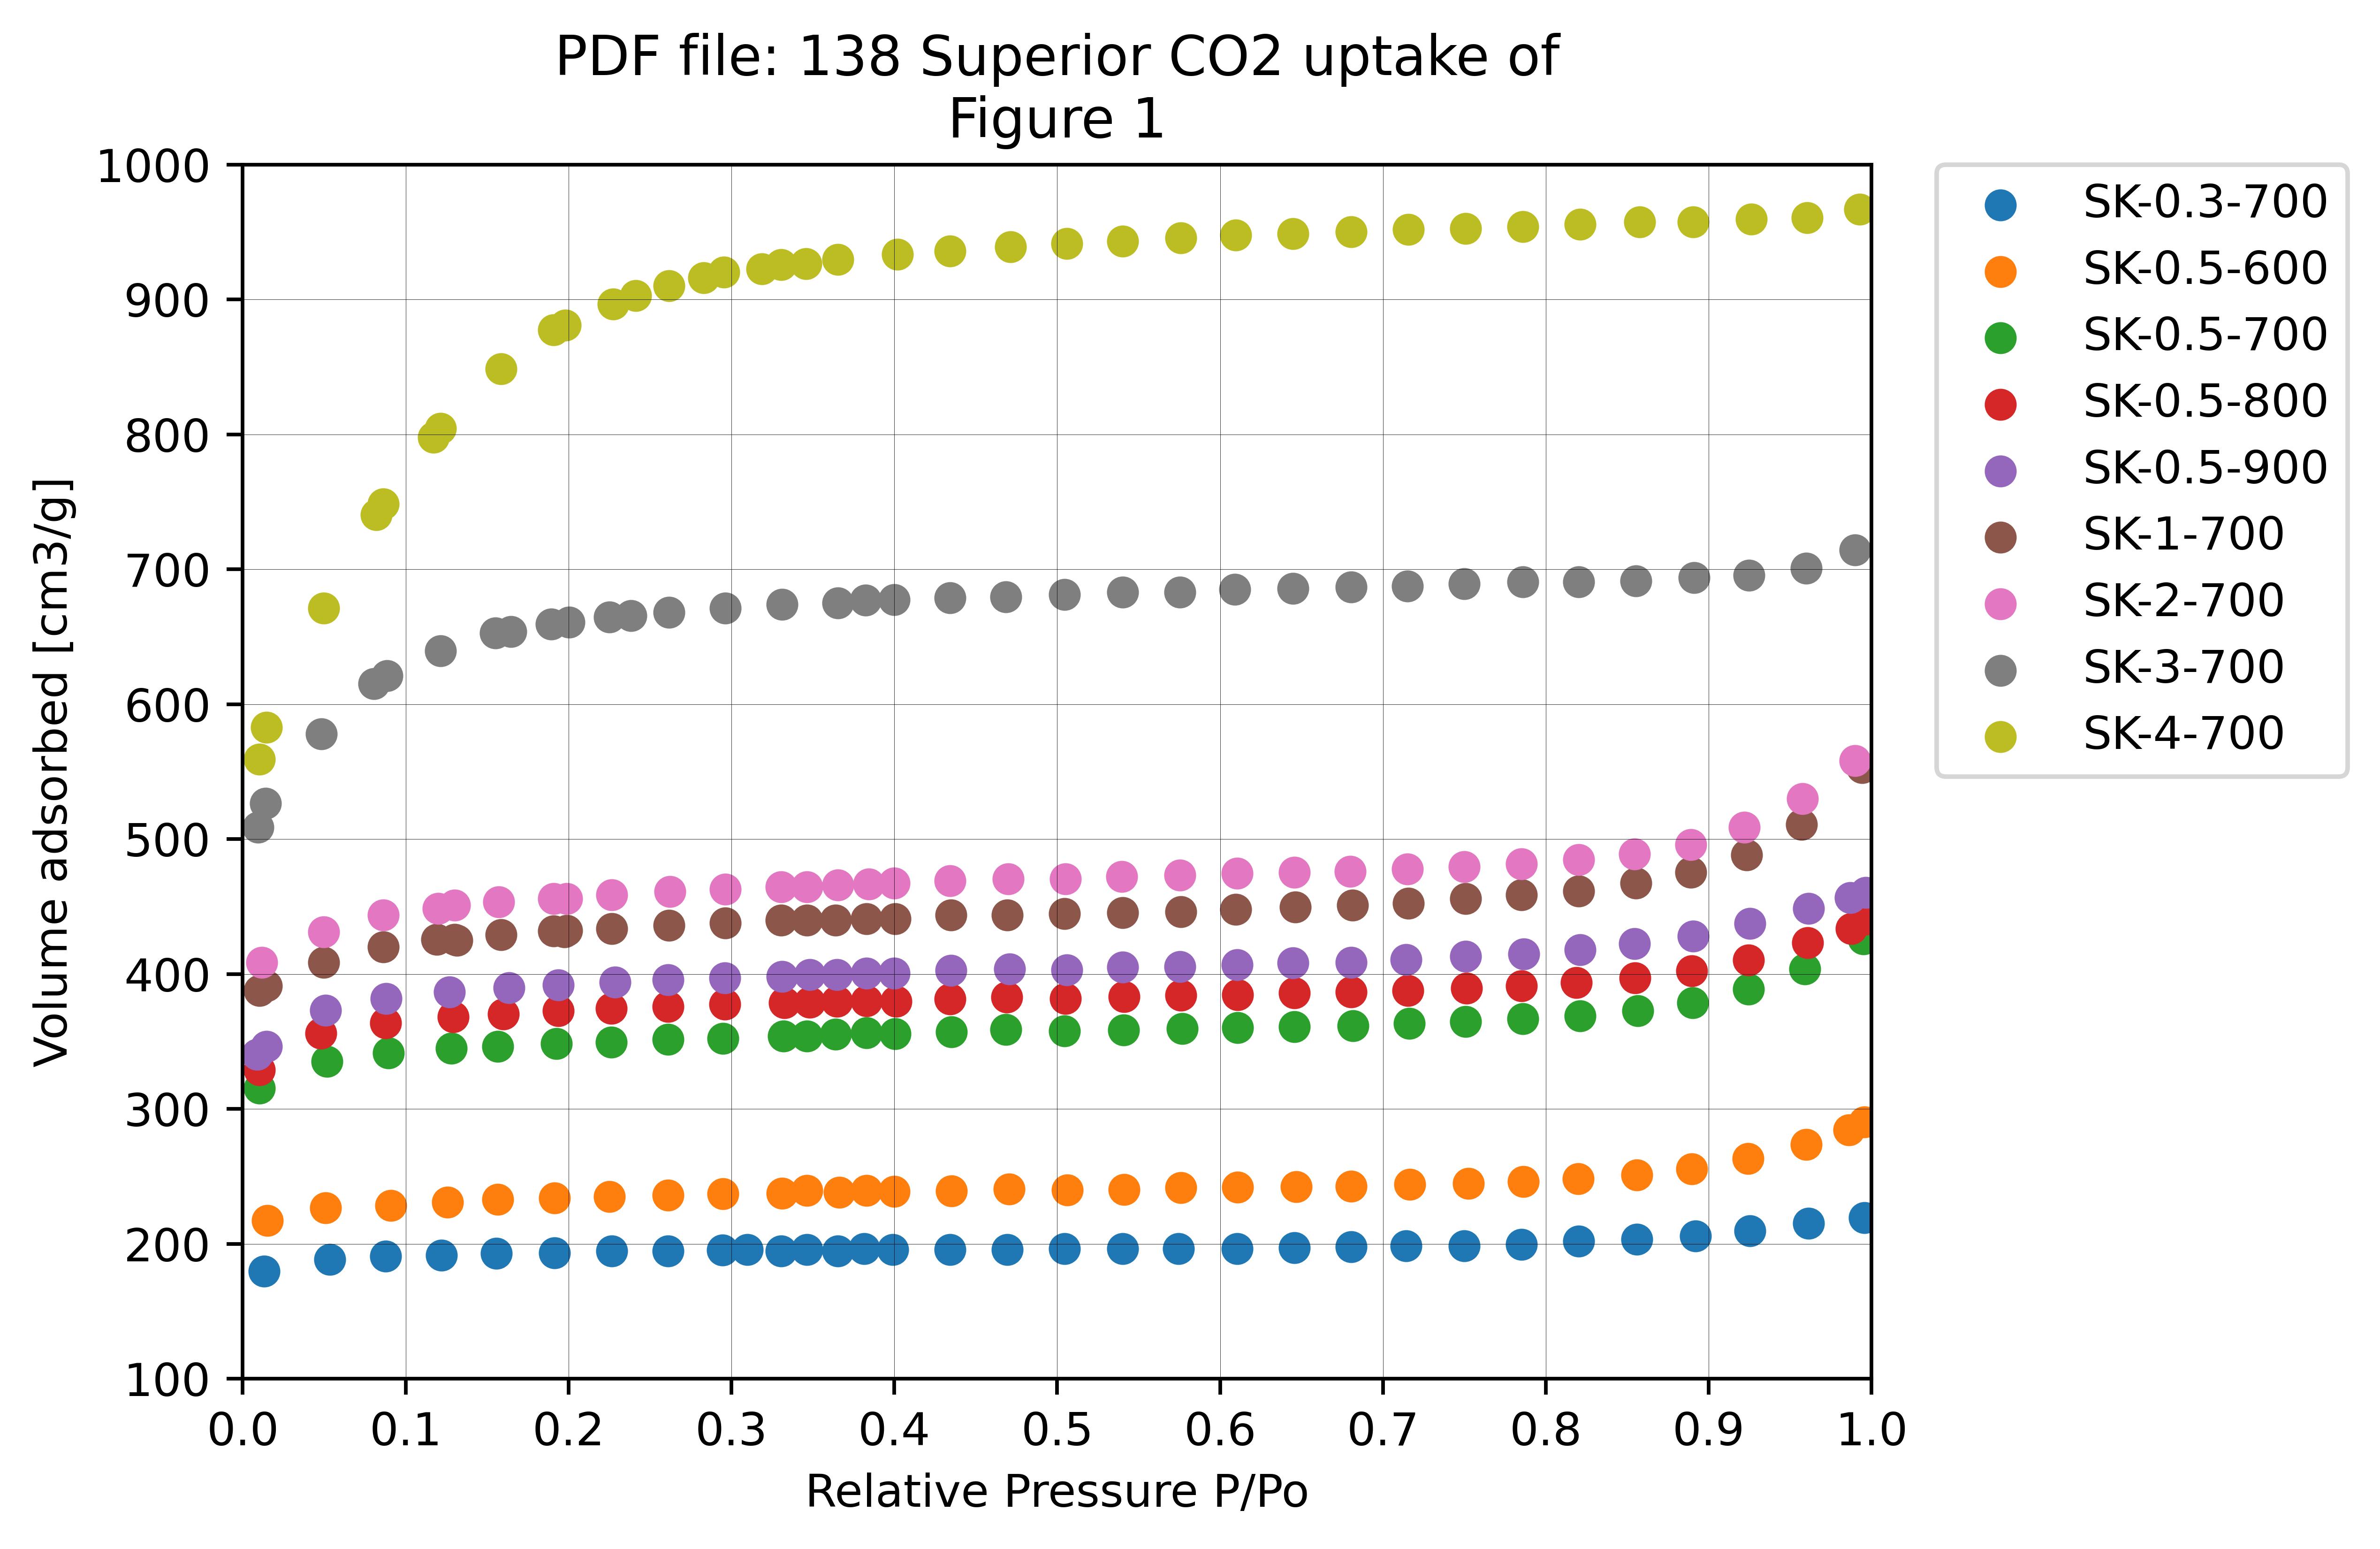 PDF file: 138 Superior CO2 uptake of
Figure 1
1000
900
800
700
600
500
400
300
200
100
Volume adsorbed [cm3/g]
0.0 0.1 0.2 0.3 0.4 0.5 0.6 0.7 0.8 0.9 1.0
Relative Pressure P/Po
SK-0.3-700
SK-0.5-600
SK-0.5-700
SK-0.5-800
SK-0.5-900
SK-1-700
SK-2-700
SK-3-700
SK-4-700